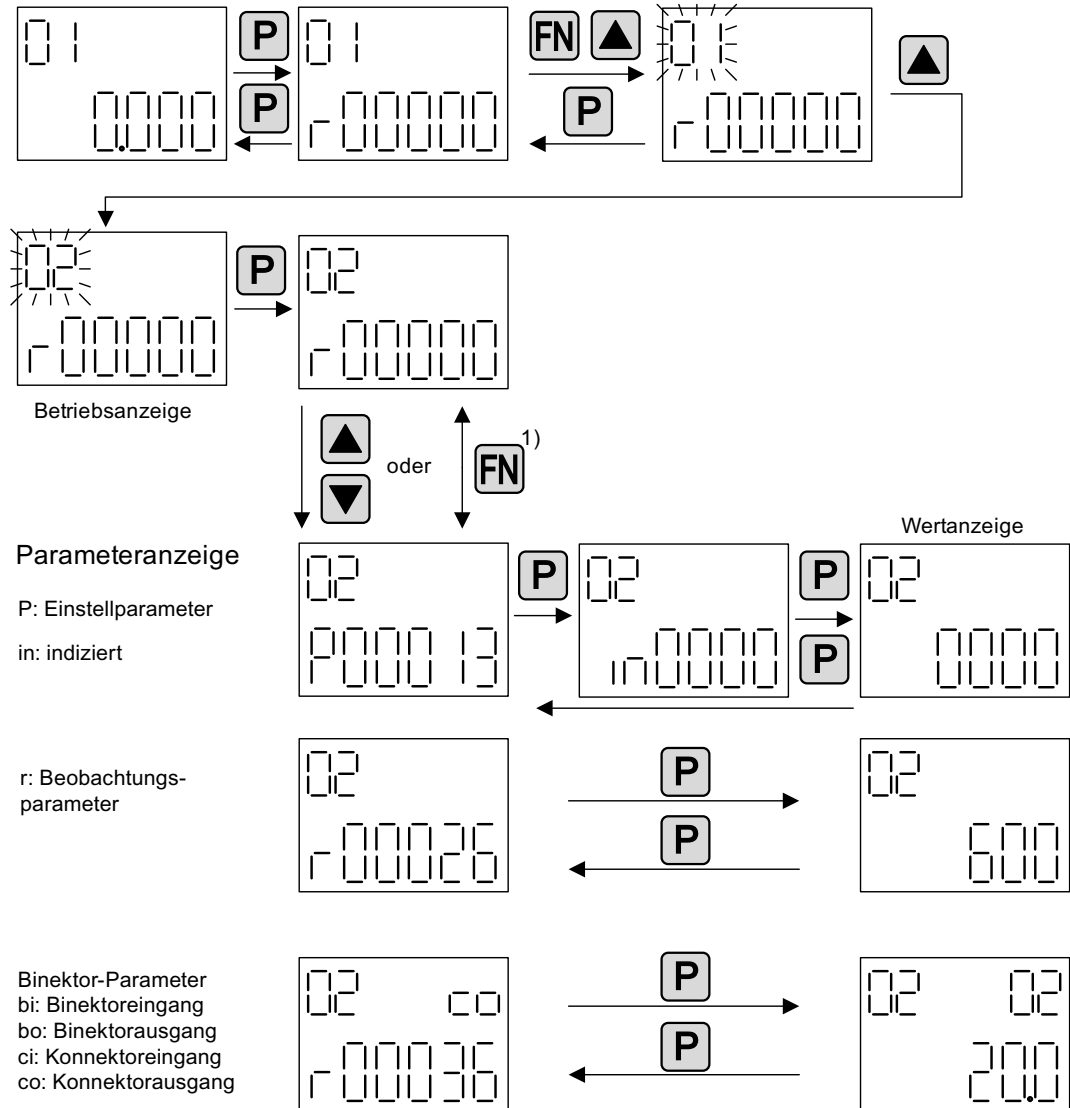 01 P 01 FN ▲ 01 ▲
0.000 P r00000 P r00000
02 P 02
r00000 r00000
Betriebsanzeige
▲ oder FN 1)
▼
Wertanzeige
Parameteranzeige
02 P 02 P 02
P: Einstellparameter
in: indiziert
P00013 in0000 P 0000
r: Beobachtungs-
parameter
02 P 02
r00026 P 600
Binektor-Parameter
bi: Binektoreingang
bo: Binektorausgang
ci: Konnektoreingang
co: Konnektorausgang
02 co P 02 02
r00036 P 20.0